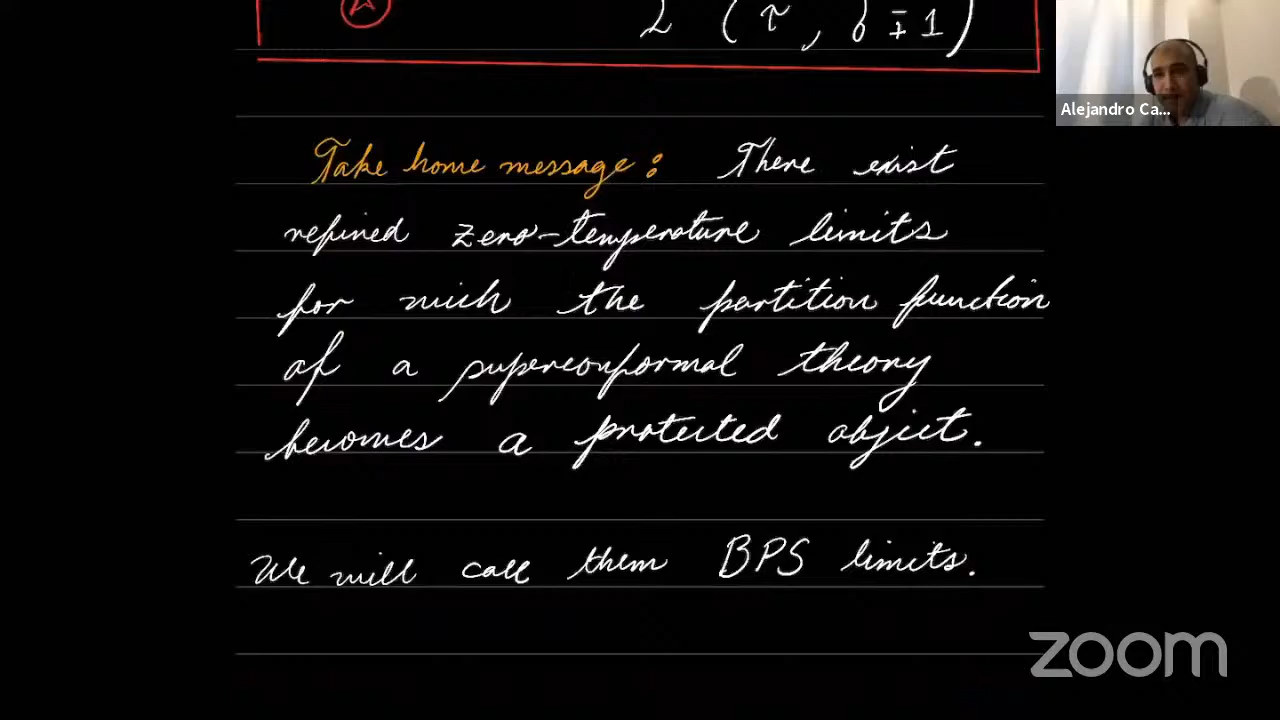 2 (τ, δ ∓ 1)
Alejandro Ca...
Take home message: There exist
refined zero-temperature limits
for which the partition function
of a superconformal theory
becomes a protected object.
We will call them BPS limits.
zoom